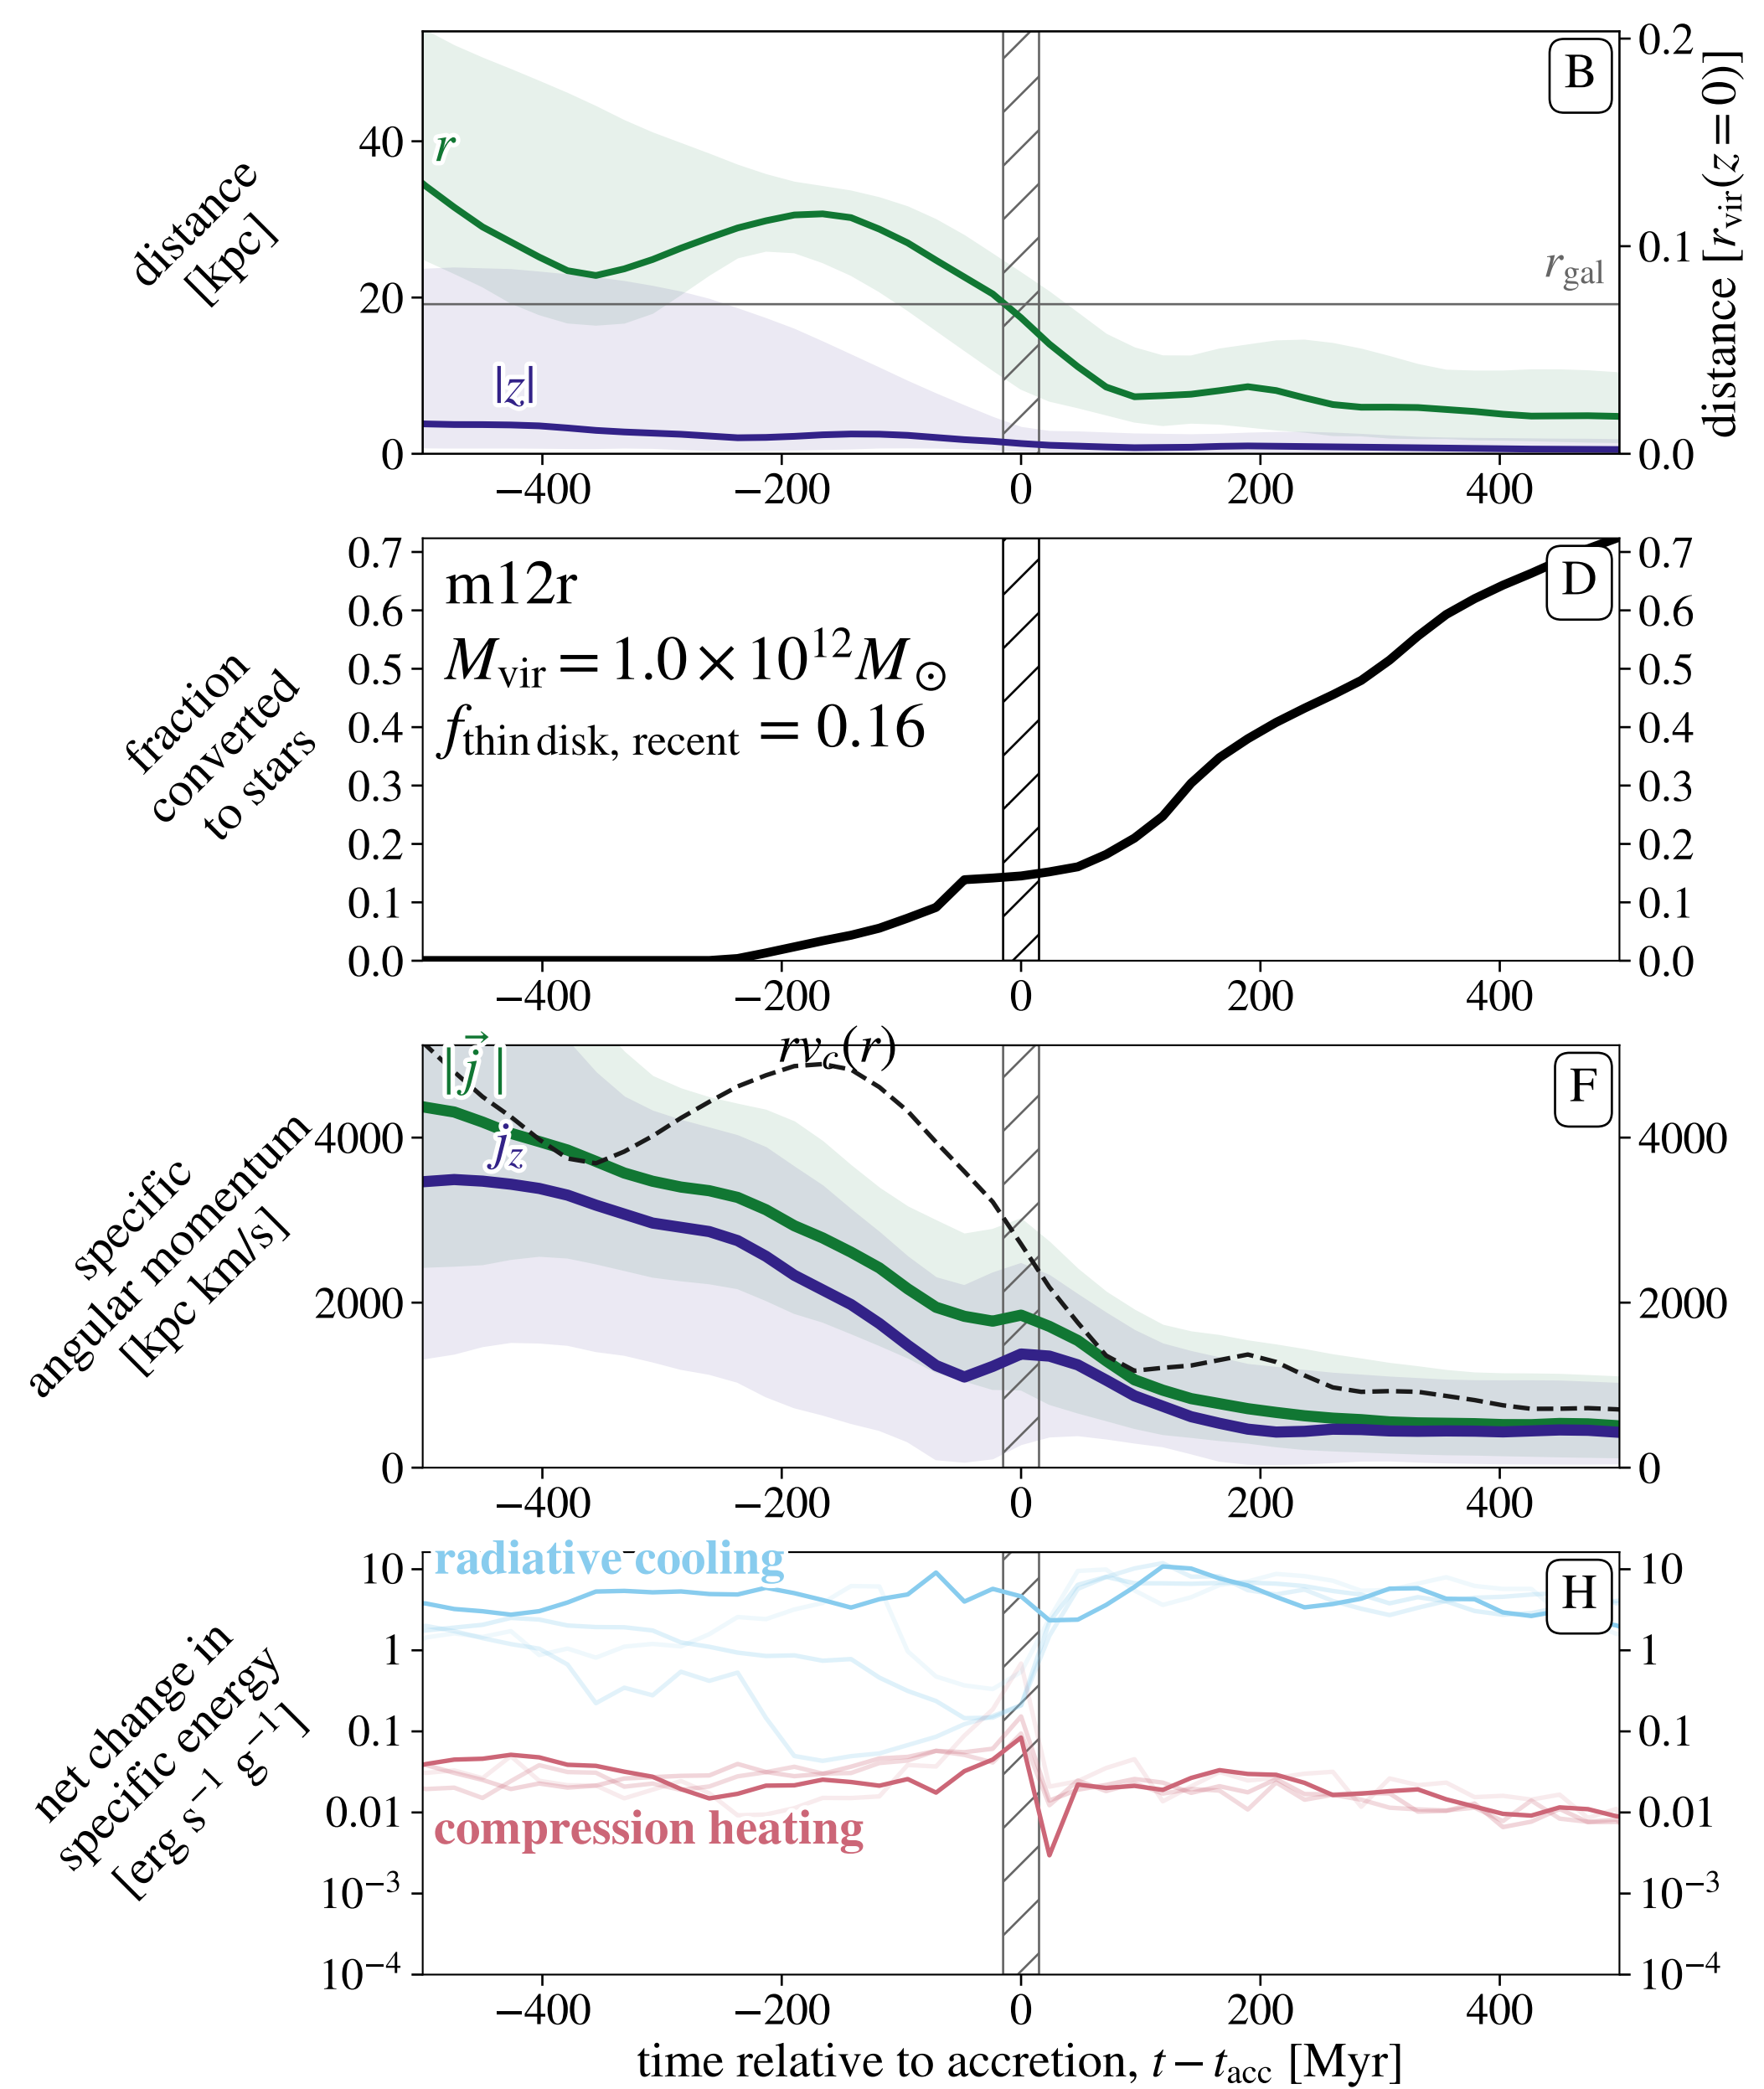 B
distance
[kpc]
40
20
0
r
|z|
r_gal
0.2
0.1
0.0
distance [r_vir(z = 0)]
−400 −200 0 200 400
D
m12r
M_vir = 1.0 × 10^12 M_⊙
f_thin disk, recent = 0.16
fraction
converted
to stars
0.7 0.7
0.6 0.6
0.5 0.5
0.4 0.4
0.3 0.3
0.2 0.2
0.1 0.1
0.0 0.0
−400 −200 0 200 400
F
|j⃗|
j_z
rv_c(r)
specific
angular momentum
[kpc km/s]
4000 4000
2000 2000
0 0
−400 −200 0 200 400
H
radiative cooling
compression heating
net change in
specific energy
[erg s^−1 g^−1]
10 10
1 1
0.1 0.1
0.01 0.01
10^−3 10^−3
10^−4 10^−4
−400 −200 0 200 400
time relative to accretion, t − t_acc [Myr]